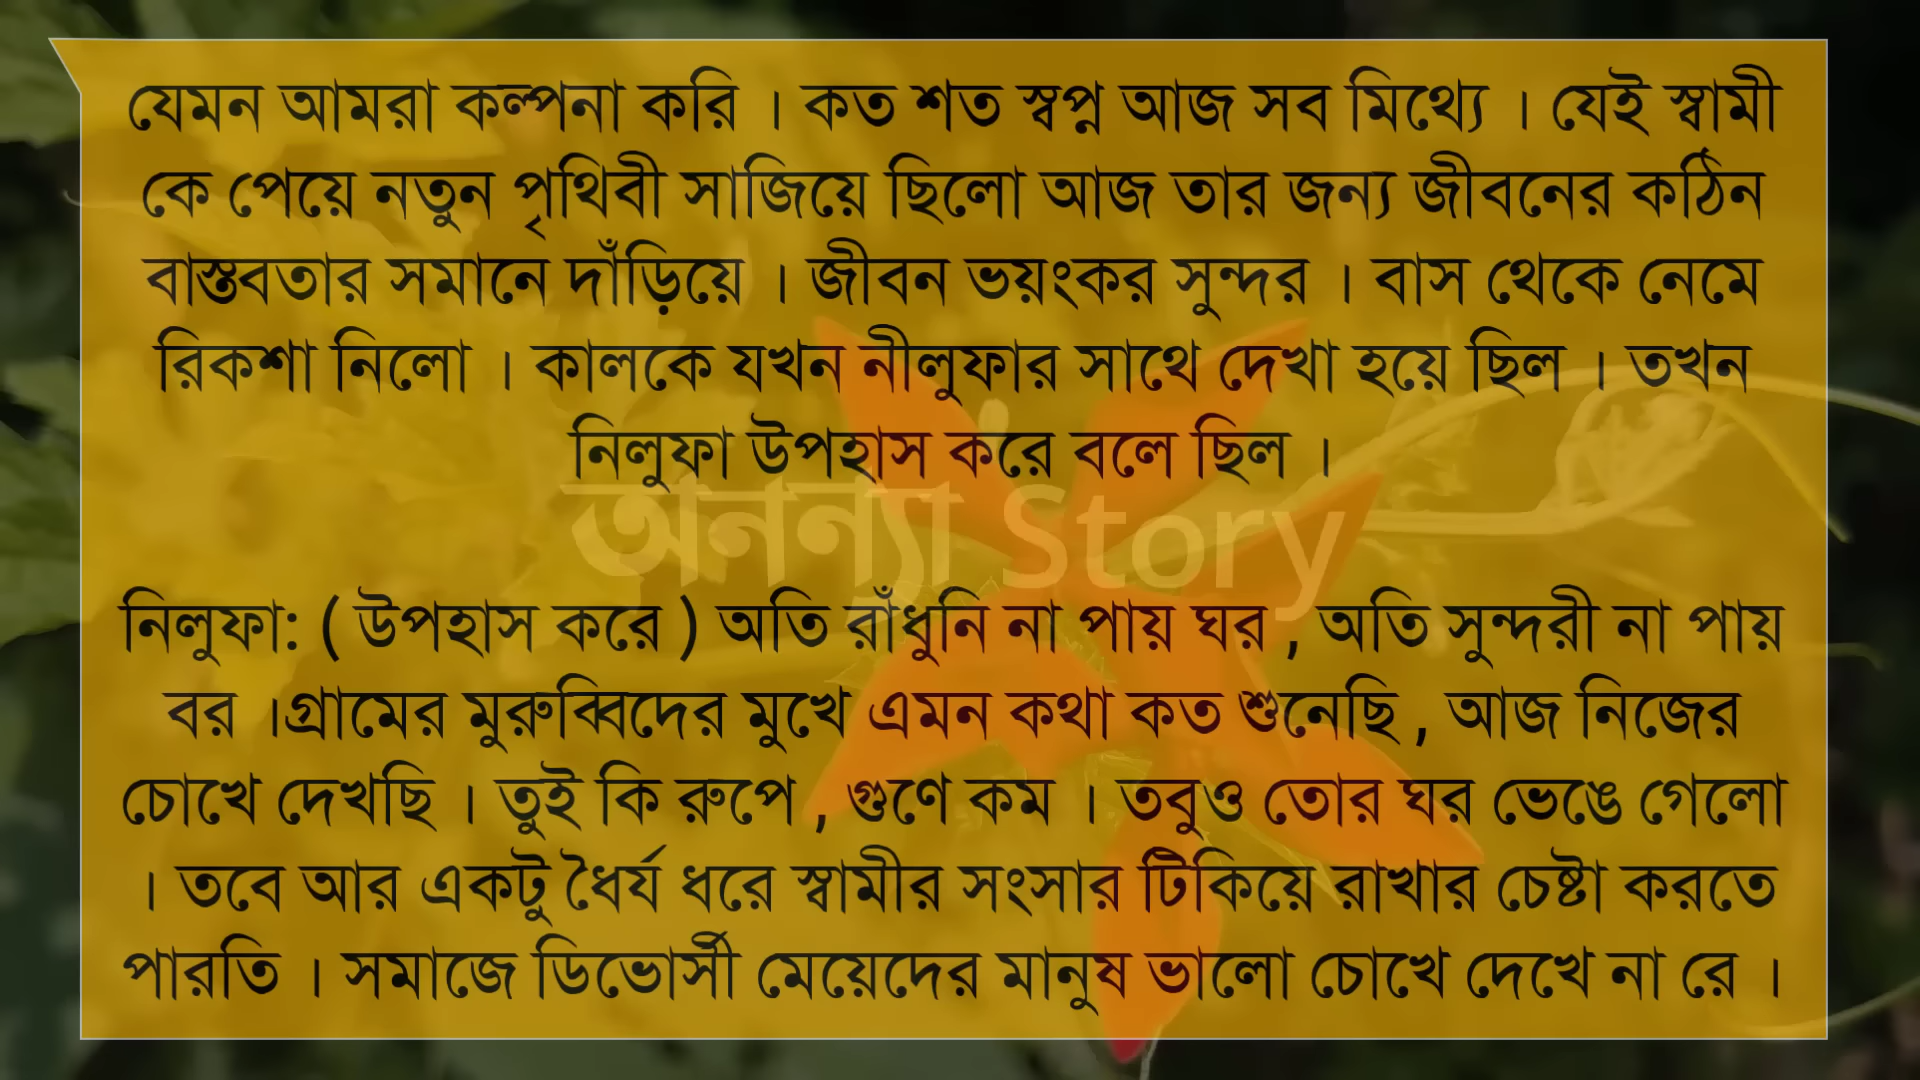 যেমন আমরা কল্পনা করি । কত শত স্বপ্ন আজ সব মিথ্যে । যেই স্বামী
কে পেয়ে নতুন পৃথিবী সাজিয়ে ছিলো আজ তার জন্য জীবনের কঠিন
বাস্তবতার সমানে দাঁড়িয়ে । জীবন ভয়ংকর সুন্দর । বাস থেকে নেমে
রিকশা নিলো । কালকে যখন নীলুফার সাথে দেখা হয়ে ছিল । তখন
নিলুফা উপহাস করে বলে ছিল ।
অনন্যা Story
নিলুফা: ( উপহাস করে ) অতি রাঁধুনি না পায় ঘর , অতি সুন্দরী না পায়
বর ।গ্রামের মুরুব্বিদের মুখে এমন কথা কত শুনেছি , আজ নিজের
চোখে দেখছি । তুই কি রুপে , গুণে কম । তবুও তোর ঘর ভেঙে গেলো
। তবে আর একটু ধৈর্য ধরে স্বামীর সংসার টিকিয়ে রাখার চেষ্টা করতে
পারতি । সমাজে ডিভোর্সী মেয়েদের মানুষ ভালো চোখে দেখে না রে ।